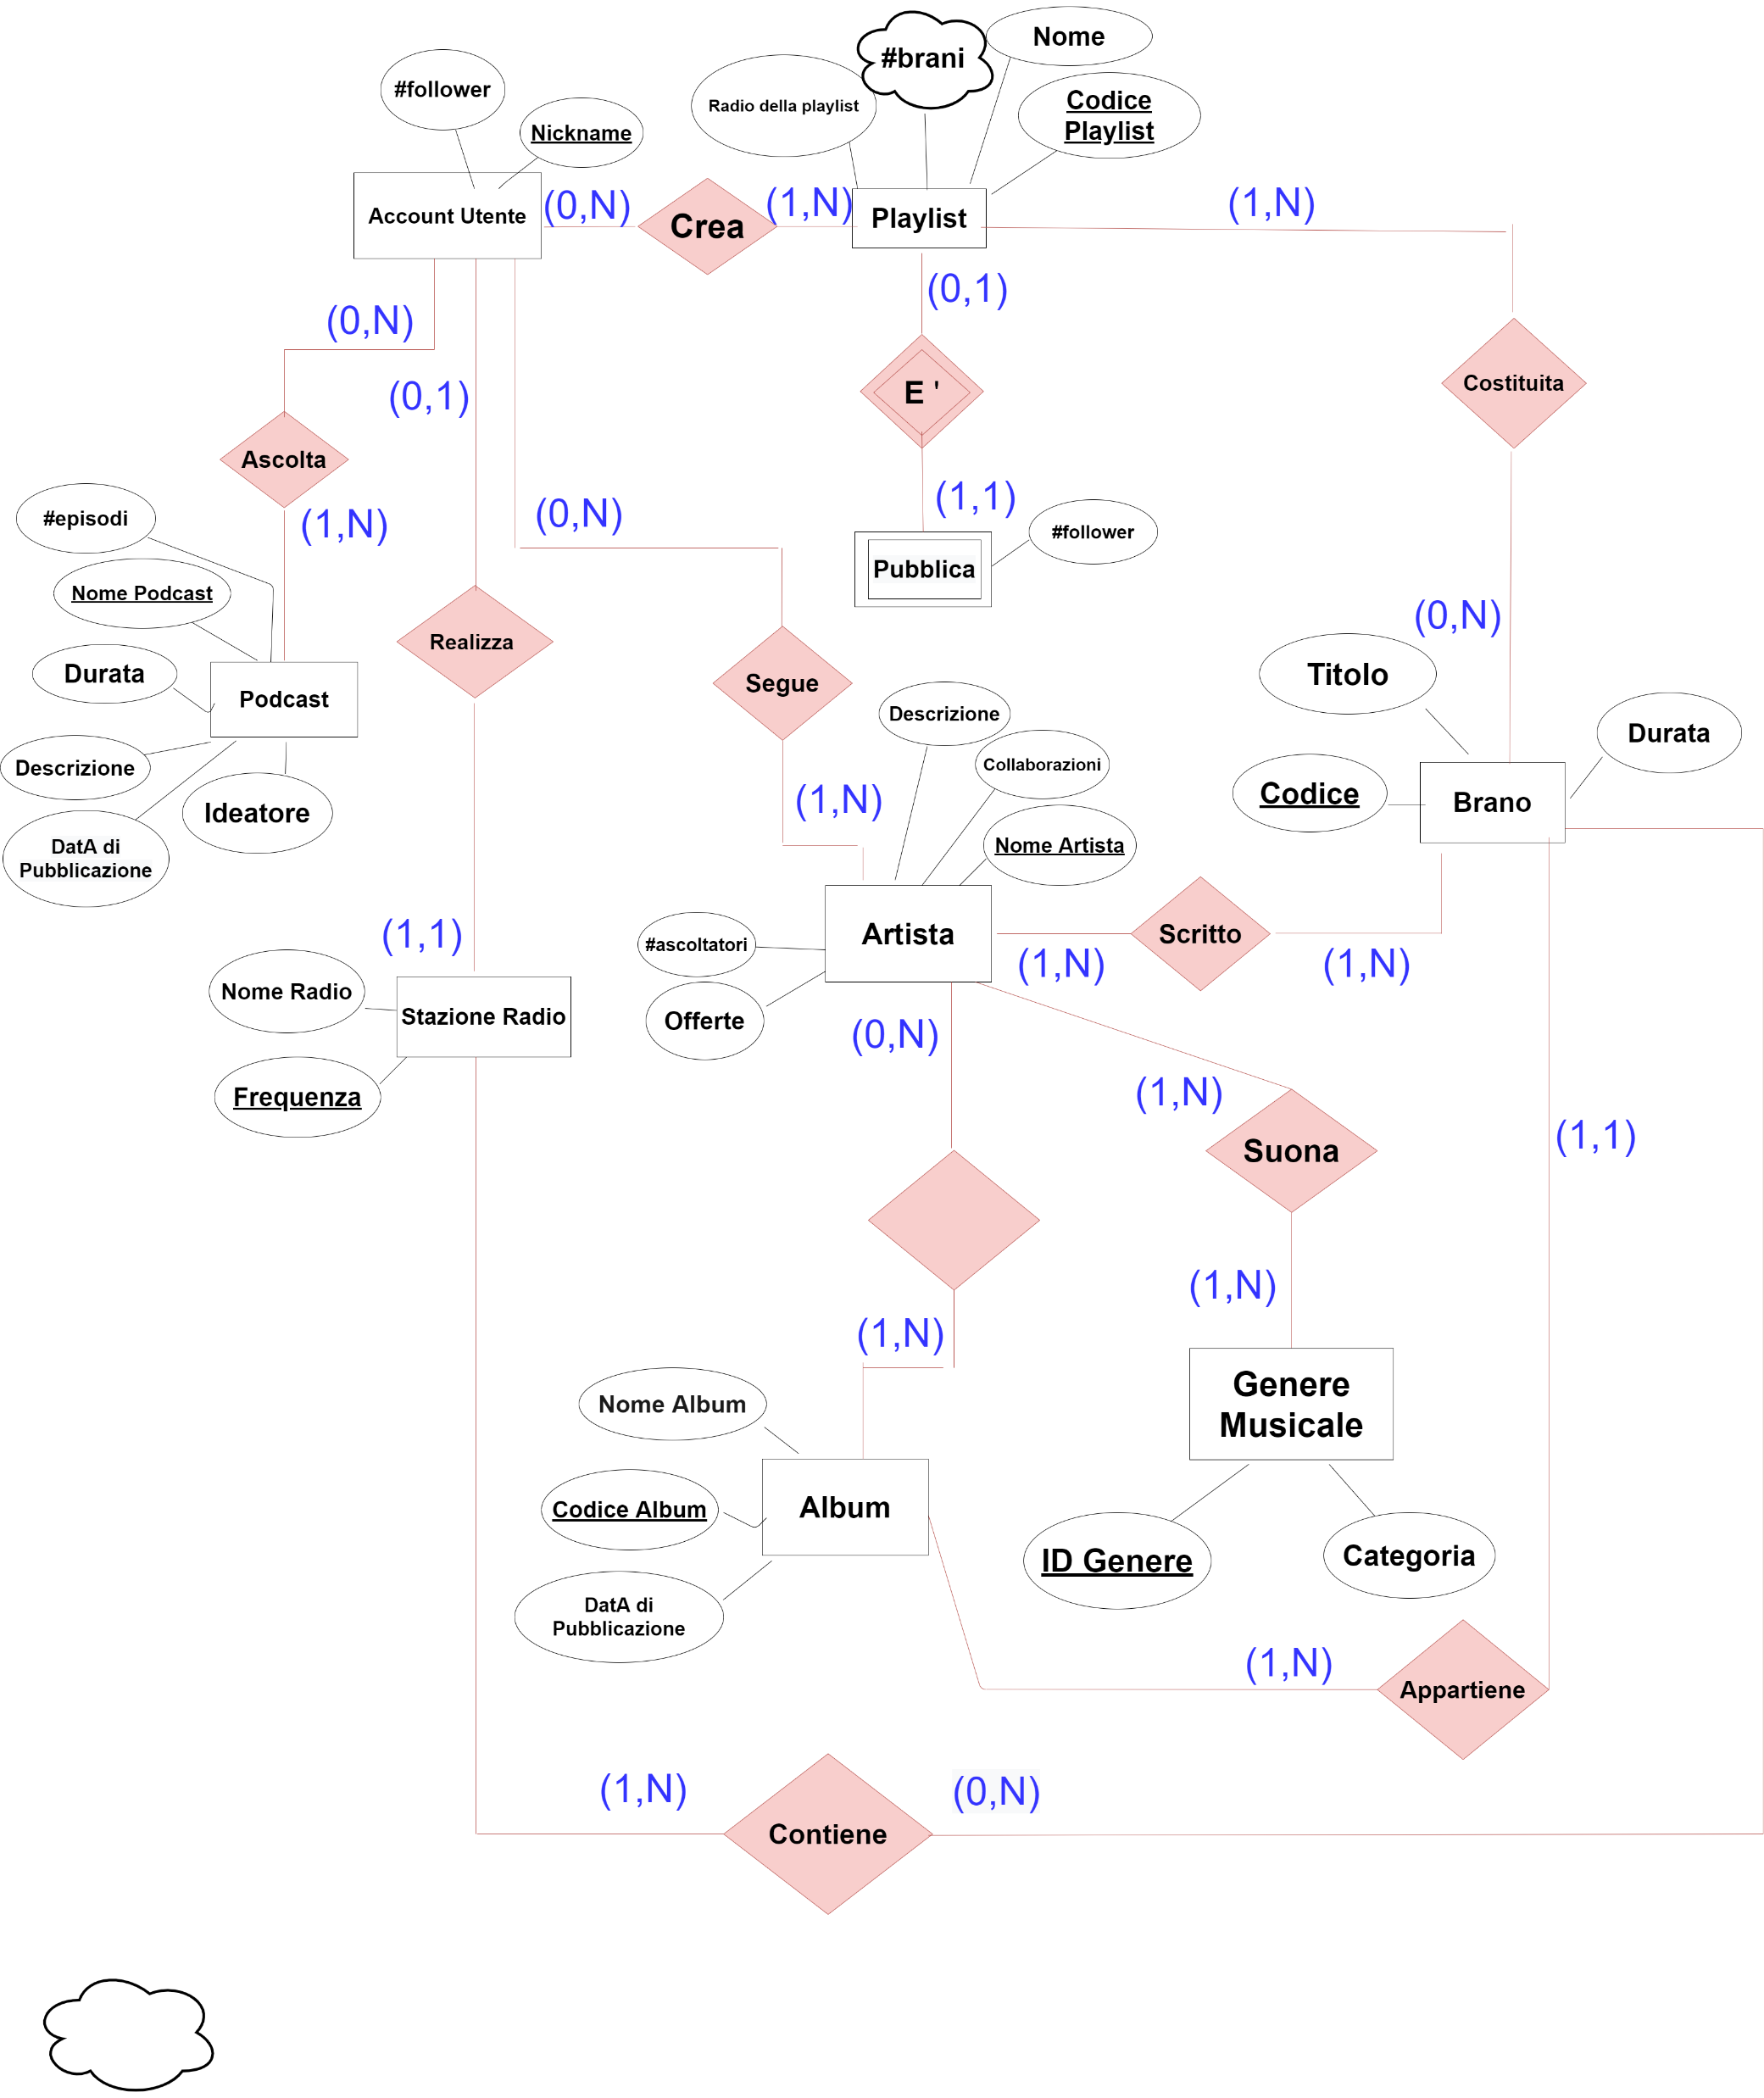 #brani
Nome
#follower
Radio della playlist
Codice
Playlist
Nickname
Account Utente
(0,N)
Crea
(1,N)
Playlist
(1,N)
(0,N)
(0,1)
(0,1)
E '
Costituita
Ascolta
#episodi
(1,N)
(0,N)
(1,1)
#follower
Pubblica
Nome Podcast
(0,N)
Realizza
Durata
Podcast
Segue
Titolo
Descrizione
Durata
Descrizione
Collaborazioni
Codice
Brano
Ideatore
(1,N)
DatA di
Pubblicazione
Nome Artista
(1,1)
#ascoltatori
Artista
Scritto
(1,N)
(1,N)
Nome Radio
Stazione Radio
Offerte
(0,N)
Frequenza
(1,N)
Suona
(1,1)
(1,N)
(1,N)
Nome Album
Genere
Musicale
Codice Album
Album
ID Genere
Categoria
DatA di
Pubblicazione
(1,N)
Appartiene
(1,N)
(0,N)
Contiene